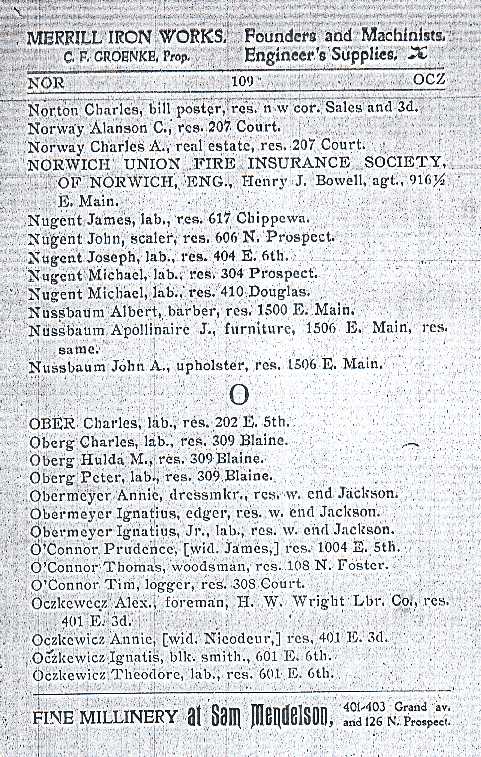 MERRILL IRON WORKS. Founders and Machinists.
C. F. GROENKE, Prop. Engineer's Supplies.
NOR 109 OCZ
Norton Charles, bill poster, res. n w cor. Sales and 3d.
Norway Alanson C., res. 207 Court.
Norway Charles A., real estate, res. 207 Court.
NORWICH UNION FIRE INSURANCE SOCIETY,
OF NORWICH, ENG., Henry J. Bowell, agt., 916½
E. Main.
Nugent James, lab., res. 617 Chippewa.
Nugent John, scaler, res. 606 N. Prospect.
Nugent Joseph, lab., res. 404 E. 6th.
Nugent Michael, lab., res. 304 Prospect.
Nugent Michael, lab., res. 410 Douglas.
Nussbaum Albert, barber, res. 1500 E. Main.
Nussbaum Apollinaire J., furniture, 1506 E. Main, res.
same.
Nussbaum John A., upholster, res. 1506 E. Main.
O
OBER Charles, lab., res. 202 E. 5th.
Oberg Charles, lab., res. 309 Blaine.
Oberg Hulda M., res. 309 Blaine.
Oberg Peter, lab., res. 309 Blaine.
Obermeyer Annie, dressmkr., res. w. end Jackson.
Obermeyer Ignatius, edger, res. w. end Jackson.
Obermeyer Ignatius, Jr., lab., res. w. end Jackson.
O'Connor Prudence, [wid. James,] res. 1004 E. 5th.
O'Connor Thomas, woodsman, res. 108 N. Foster.
O'Connor Tim, logger, res. 308 Court.
Oczkewecz Alex., foreman, H. W. Wright Lbr. Co., res.
401 E. 3d.
Oczkewicz Annie, [wid. Nicodeur,] res, 401 E. 3d.
Oczkewicz Ignatis, blk. smith., 601 E. 6th.
Oczkewicz Theodore, lab., res. 601 E. 6th.
FINE MILLINERY at Sam Mendelson, 401-403 Grand av.
and 126 N. Prospect.